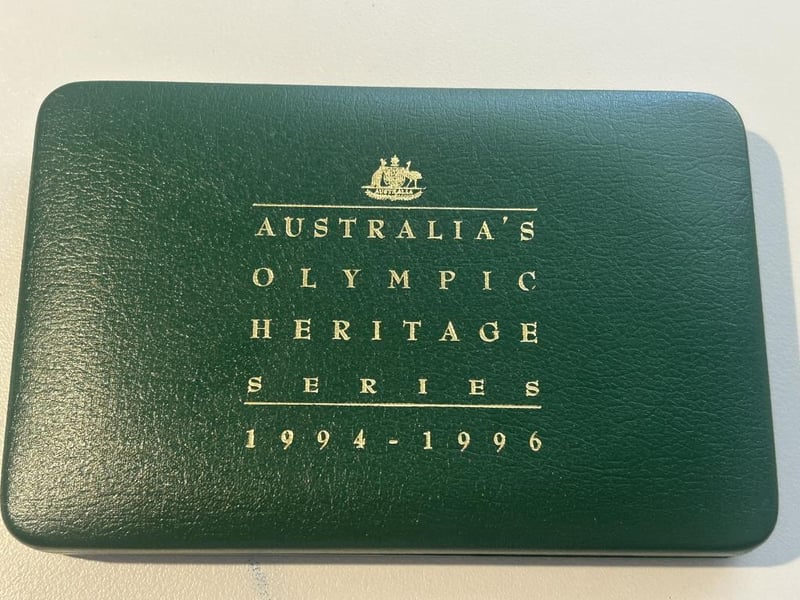 AUSTRALIA
AUSTRALIA'S
OLYMPIC
HERITAGE
SERIES
1994-1996